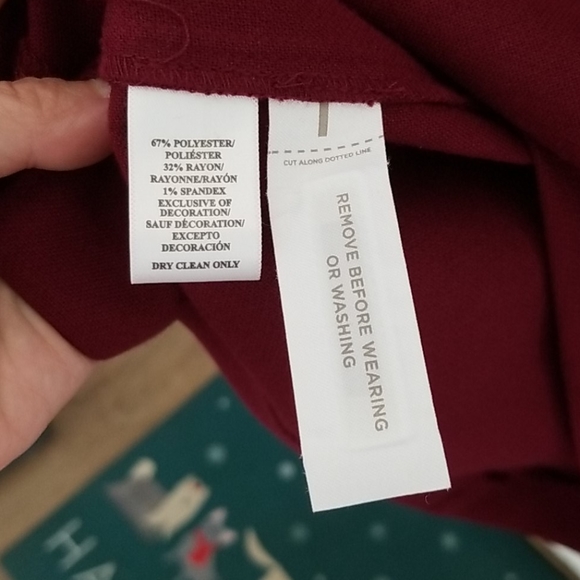 67% POLYESTER/
POLIÉSTER
32% RAYON/
RAYONNE/RAYÓN
1% SPANDEX
EXCLUSIVE OF
DECORATION/
SAUF DÉCORATION/
EXCEPTO
DECORACIÓN
DRY CLEAN ONLY
CUT ALONG DOTTED LINE
REMOVE BEFORE WEARING
OR WASHING
HA